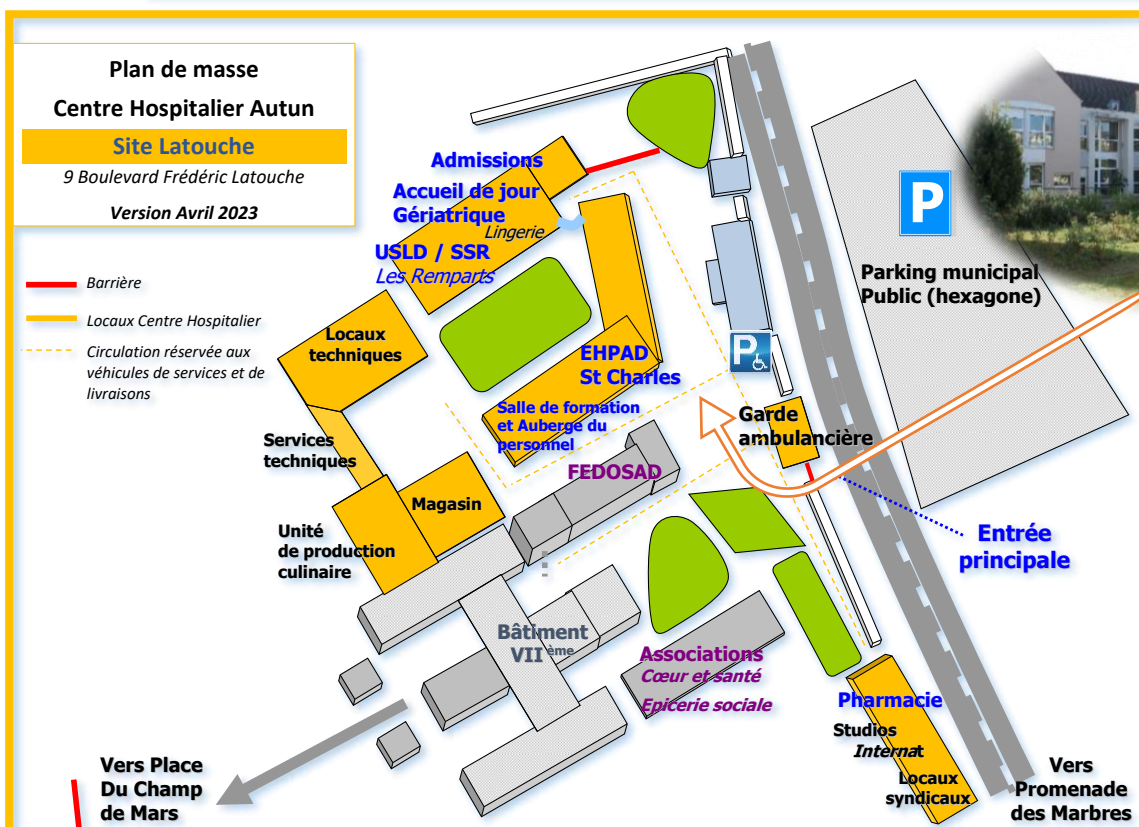 Plan de masse
Centre Hospitalier Autun
Site Latouche
9 Boulevard Frédéric Latouche
Version Avril 2023
Barrière
Locaux Centre Hospitalier
Circulation réservée aux
véhicules de services et de
livraisons
Admissions
Accueil de jour
Gériatrique
Lingerie
USLD / SSR
Les Remparts
P
Parking municipal
Public (hexagone)
Locaux
techniques
EHPAD
St Charles
P
Salle de formation
et Auberge du
personnel
Garde
ambulancière
Services
techniques
FEDOSAD
Magasin
Unité
de production
culinaire
Entrée
principale
Bâtiment
VII ème
Associations
Cœur et santé
Epicerie sociale
Pharmacie
Studios
Internat
Locaux
syndicaux
Vers Place
Du Champ
de Mars
Vers
Promenade
des Marbres